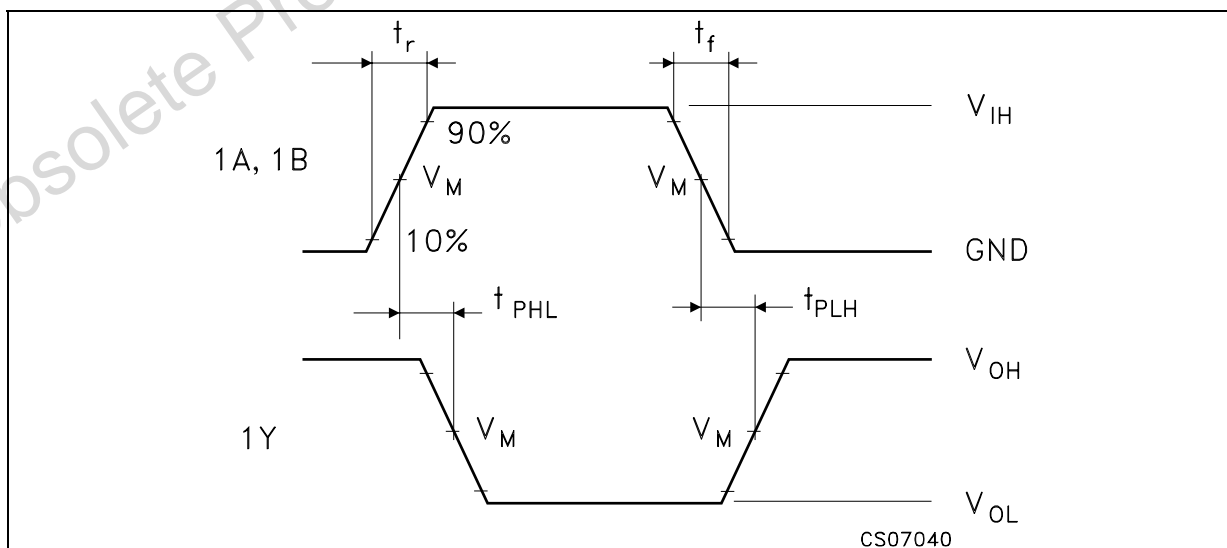 obsolete Pro
t_r
t_f
V_IH
90%
1A, 1B
V_M
V_M
10%
GND
t_PHL
t_PLH
V_OH
1Y
V_M
V_M
V_OL
CS07040